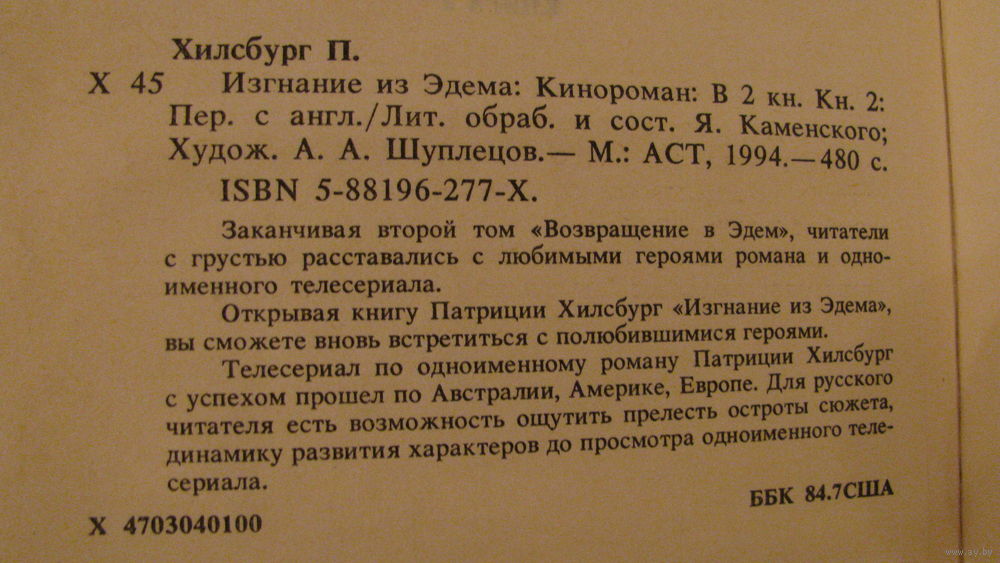 Хилсбург П.
Х 45 Изгнание из Эдема: Кинороман: В 2 кн. Кн. 2:
Пер. с англ./Лит. обраб. и сост. Я. Каменского;
Худож. А. А. Шуплецов.— М.: АСТ, 1994.—480 с.
ISBN 5-88196-277-X.
Заканчивая второй том «Возвращение в Эдем», читатели
с грустью расставались с любимыми героями романа и одно-
именного телесериала.
Открывая книгу Патриции Хилсбург «Изгнание из Эдема»,
вы сможете вновь встретиться с полюбившимися героями.
Телесериал по одноименному роману Патриции Хилсбург
с успехом прошел по Австралии, Америке, Европе. Для русского
читателя есть возможность ощутить прелесть остроты сюжета,
динамику развития характеров до просмотра одноименного теле-
сериала.
ББК 84.7США
Х 4703040100
www.ay.by